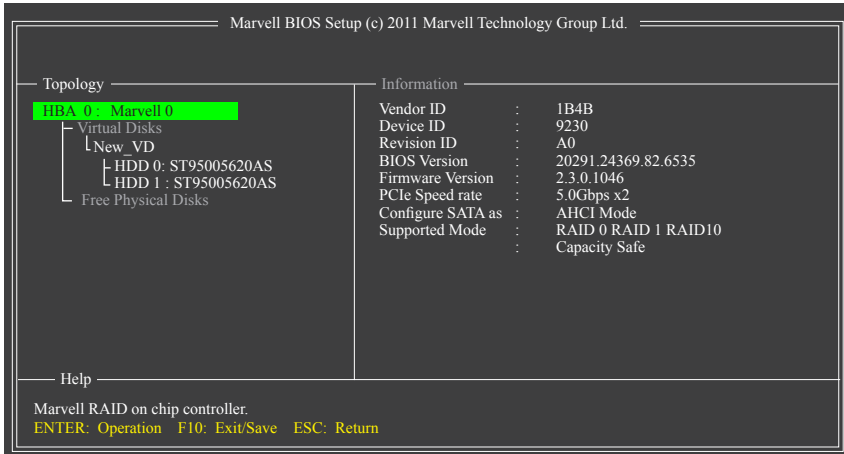 Marvell BIOS Setup (c) 2011 Marvell Technology Group Ltd.
Topology
HBA 0 : Marvell 0
Virtual Disks
New_VD
HDD 0: ST95005620AS
HDD 1 : ST95005620AS
Free Physical Disks
Information
Vendor ID : 1B4B
Device ID : 9230
Revision ID : A0
BIOS Version : 20291.24369.82.6535
Firmware Version : 2.3.0.1046
PCIe Speed rate : 5.0Gbps x2
Configure SATA as : AHCI Mode
Supported Mode : RAID 0 RAID 1 RAID10
: Capacity Safe
Help
Marvell RAID on chip controller.
ENTER: Operation F10: Exit/Save ESC: Return